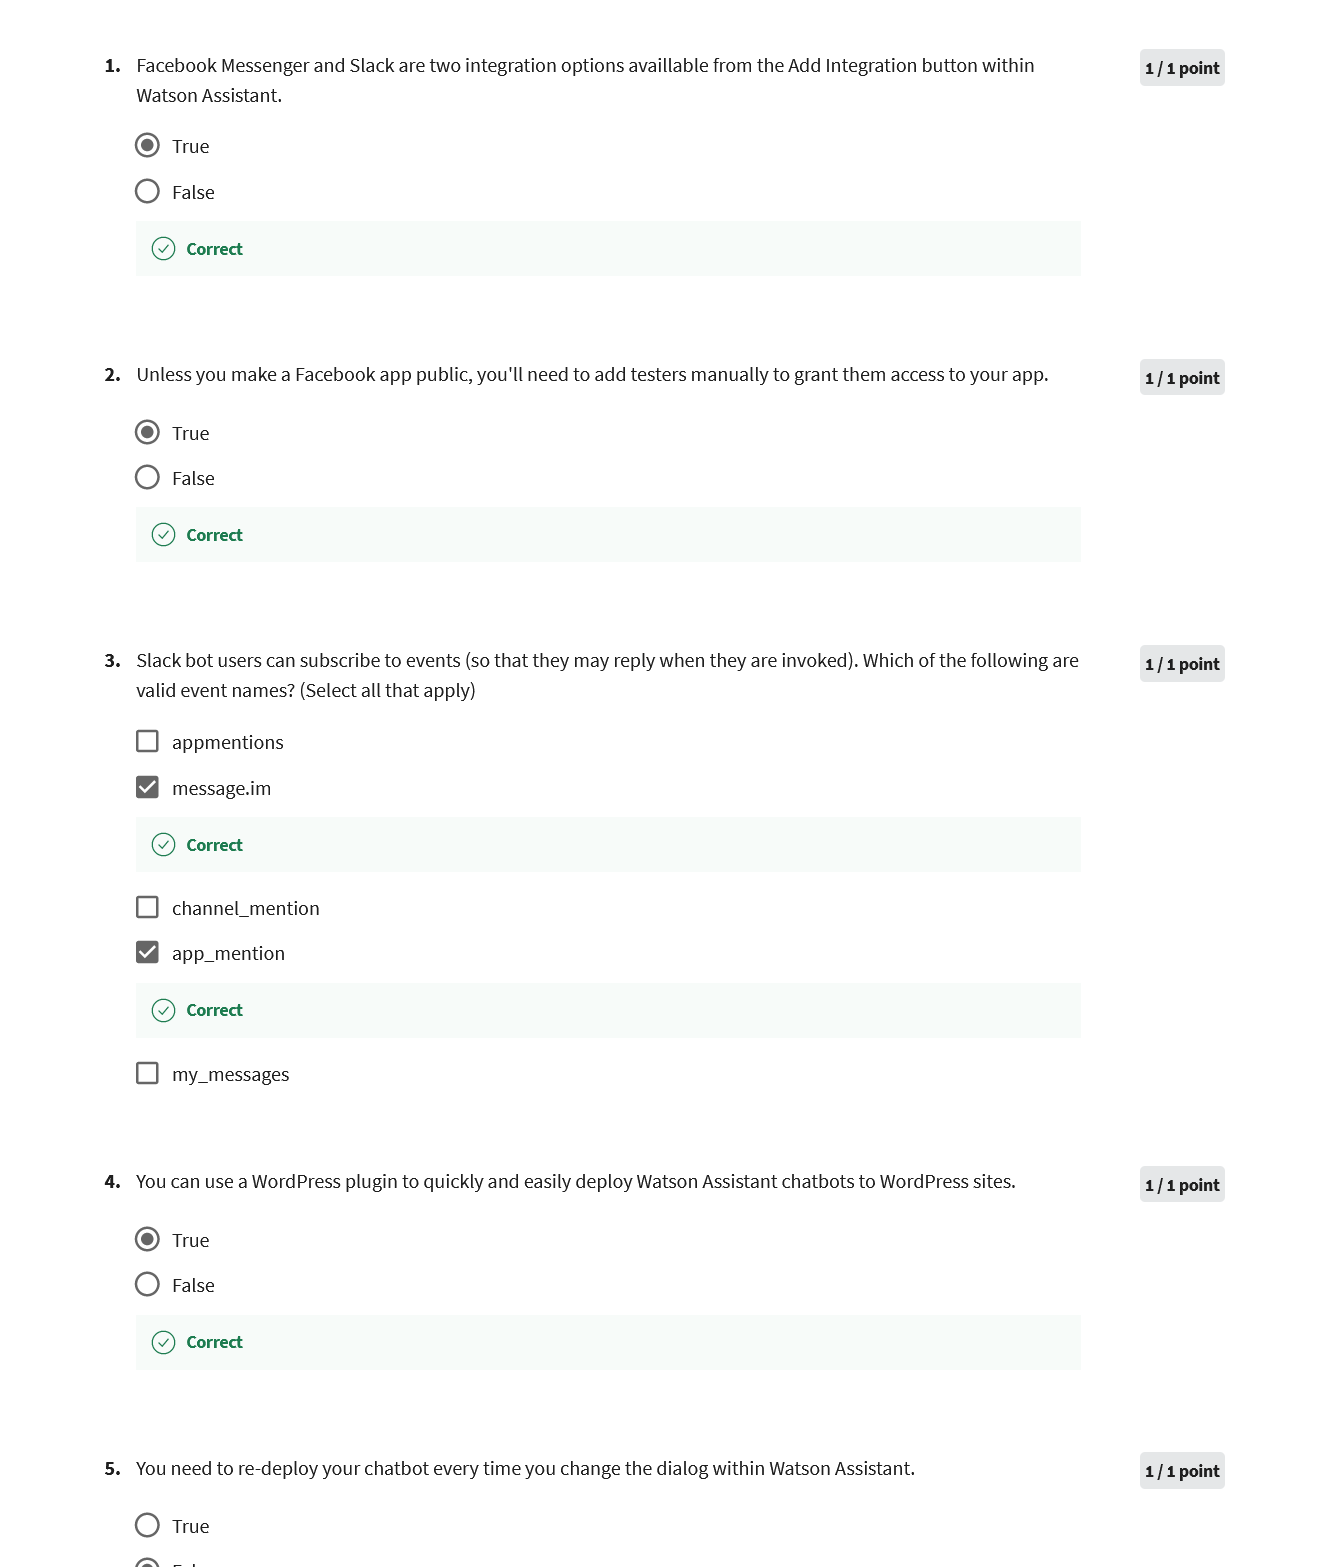 1. Facebook Messenger and Slack are two integration options availlable from the Add Integration button within
Watson Assistant.
1 / 1 point
True
False
Correct
2. Unless you make a Facebook app public, you'll need to add testers manually to grant them access to your app.
1 / 1 point
True
False
Correct
3. Slack bot users can subscribe to events (so that they may reply when they are invoked). Which of the following are
valid event names? (Select all that apply)
1 / 1 point
appmentions
message.im
Correct
channel_mention
app_mention
Correct
my_messages
4. You can use a WordPress plugin to quickly and easily deploy Watson Assistant chatbots to WordPress sites.
1 / 1 point
True
False
Correct
5. You need to re-deploy your chatbot every time you change the dialog within Watson Assistant.
1 / 1 point
True